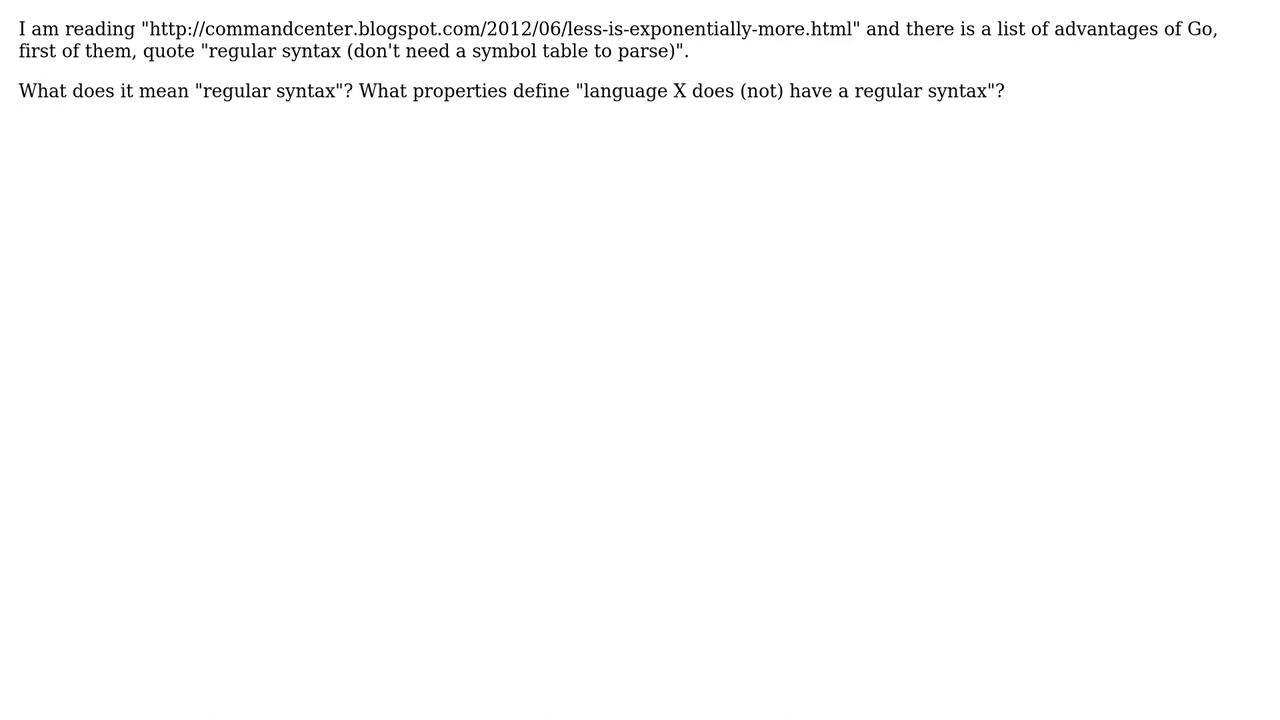 I am reading "http://commandcenter.blogspot.com/2012/06/less-is-exponentially-more.html" and there is a list of advantages of Go,
first of them, quote "regular syntax (don't need a symbol table to parse)".
What does it mean "regular syntax"? What properties define "language X does (not) have a regular syntax"?